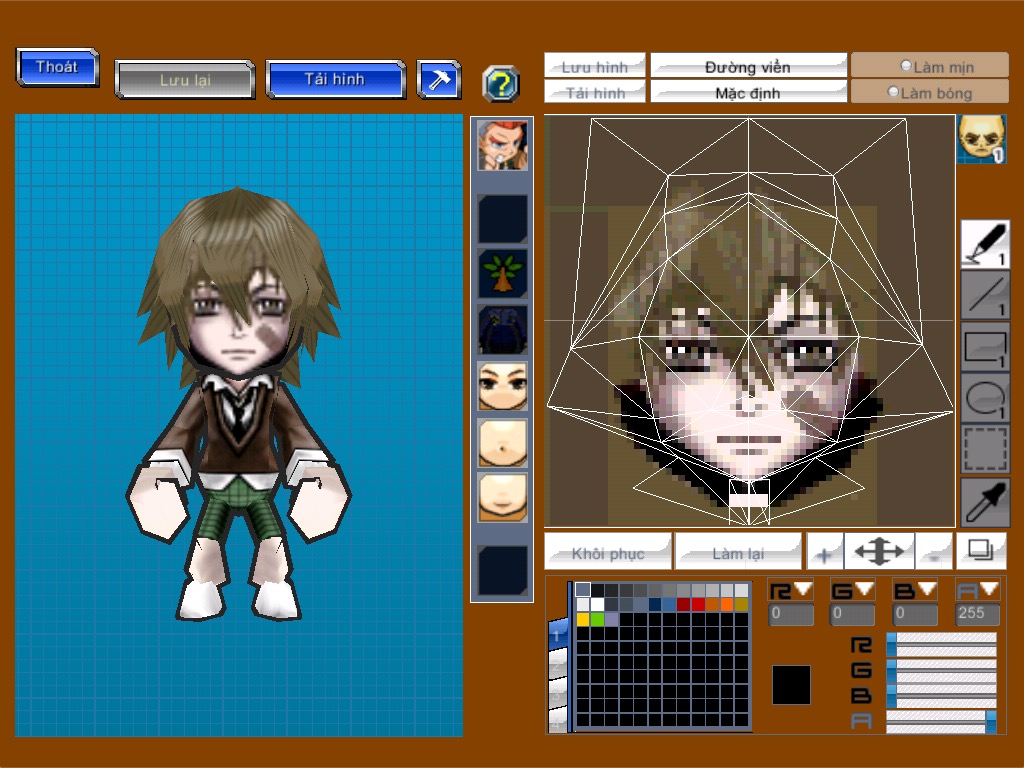 Thoát
Lưu lại
Tải hình
?
Lưu hình
Đường viền
Làm mịn
Tải hình
Mặc định
Làm bóng
1
1
1
1
1
Khôi phục
Làm lại
+
-
R
G
B
A
0
0
0
255
1
R
G
B
A